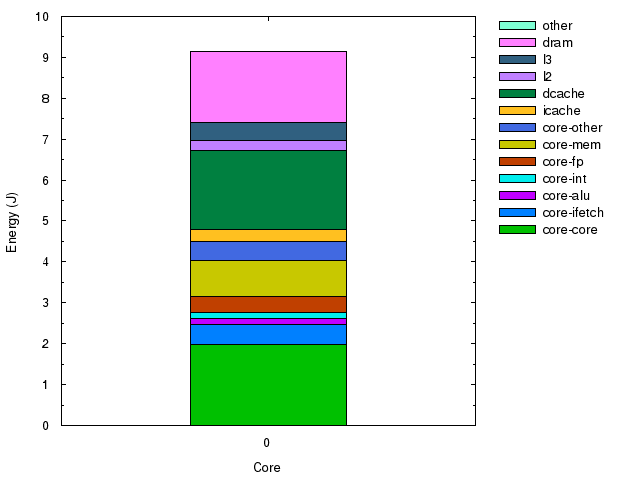 10
9
8
7
6
5
4
3
2
1
0
Energy (J)
0
Core
other
dram
l3
l2
dcache
icache
core-other
core-mem
core-fp
core-int
core-alu
core-ifetch
core-core